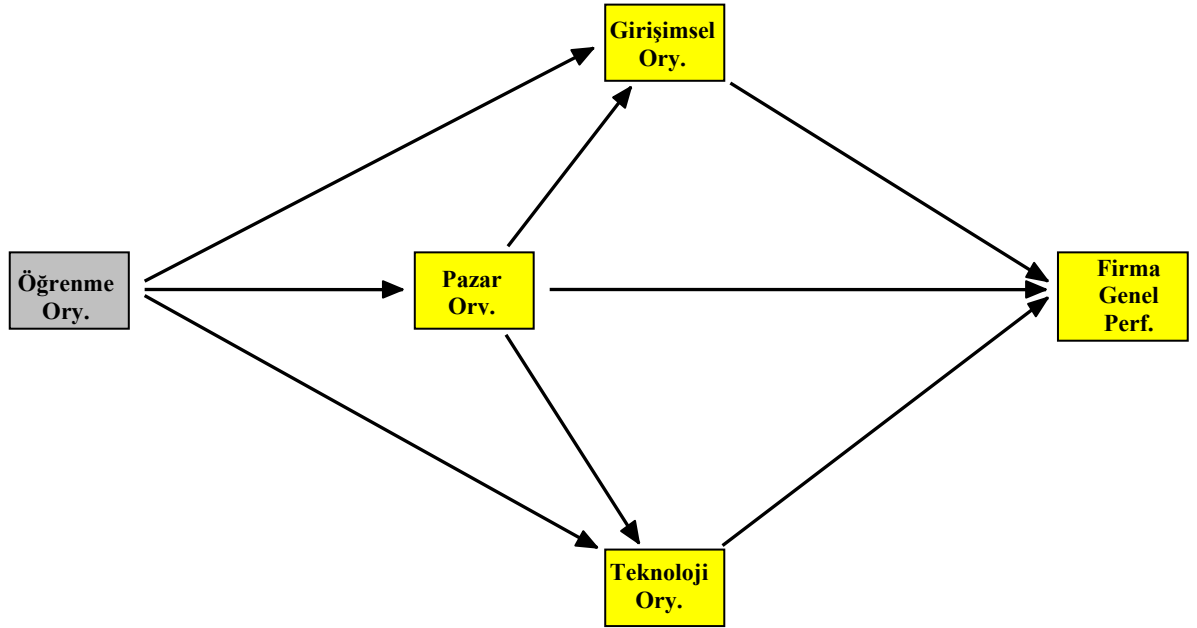 Girişimsel
Ory.
Öğrenme
Ory.
Pazar
Orv.
Firma
Genel
Perf.
Teknoloji
Ory.